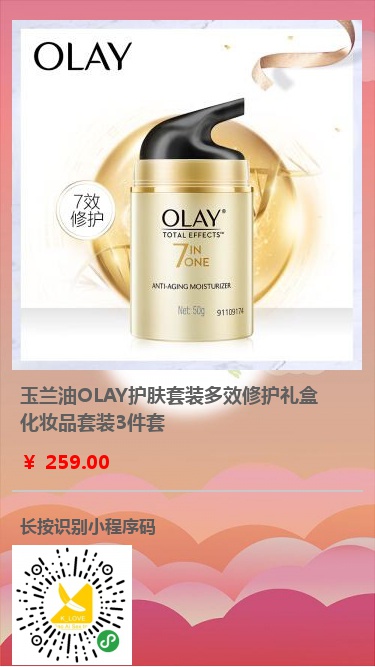 OLAY
7效
修护
OLAY®
TOTAL EFFECTS™
7 IN ONE
ANTI-AGING MOISTURIZER
Net: 50g
91109174
玉兰油OLAY护肤套装多效修护礼盒
化妆品套装3件套
¥ 259.00
长按识别小程序码
K_LOVE